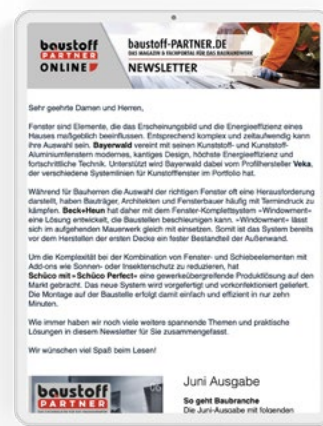 baustoff
PARTNER
ONLINE
baustoff-PARTNER.DE
DAS MAGAZIN & FACHPORTAL FÜR DAS BAUHANDWERK
NEWSLETTER
Sehr geehrte Damen und Herren,
Fenster sind Elemente, die das Erscheinungsbild und die Energieeffizienz eines
Hauses maßgeblich beeinflussen. Entsprechend komplex und zeitaufwendig kann
ihre Auswahl sein. Bayerwald vereint mit seinen Kunststoff- und Kunststoff-
Aluminiumfenstern modernes, kantiges Design, höchste Energieeffizienz und
fortschrittliche Technik. Unterstützt wird Bayerwald dabei vom Profilhersteller Veka,
der verschiedene Systemlinien für Kunststofffenster im Portfolio hat.
Während für Bauherren die Auswahl der richtigen Fenster oft eine Herausforderung
darstellt, haben Bauträger, Architekten und Fensterbauer häufig mit Termindruck zu
kämpfen. Beck+Heun hat daher mit dem Fenster-Komplettsystem »Windowment«
eine Lösung entwickelt, die Baustellen beschleunigen kann. »Windowment« lässt
sich im aufgehenden Mauerwerk gleich mit einsetzen. Somit ist das System bereits
vor dem Herstellen der ersten Decke ein fester Bestandteil der Außenwand.
Um die Komplexität bei der Kombination von Fenster- und Schiebeelementen mit
Add-ons wie Sonnen- oder Insektenschutz zu reduzieren, hat
Schüco mit »Schüco Perfect« eine gewerkeübergreifende Produktlösung auf den
Markt gebracht. Das neue System wird vorgefertigt und vorkonfektioniert geliefert.
Die Montage auf der Baustelle erfolgt damit einfach und effizient in nur zehn
Minuten.
Wie immer haben wir noch viele weitere spannende Themen und praktische
Lösungen in diesem Newsletter für Sie zusammengefasst.
Wir wünschen viel Spaß beim Lesen!
baustoff
PARTNER
06
Juni Ausgabe
So geht Baubranche
Die Juni-Ausgabe mit folgenden